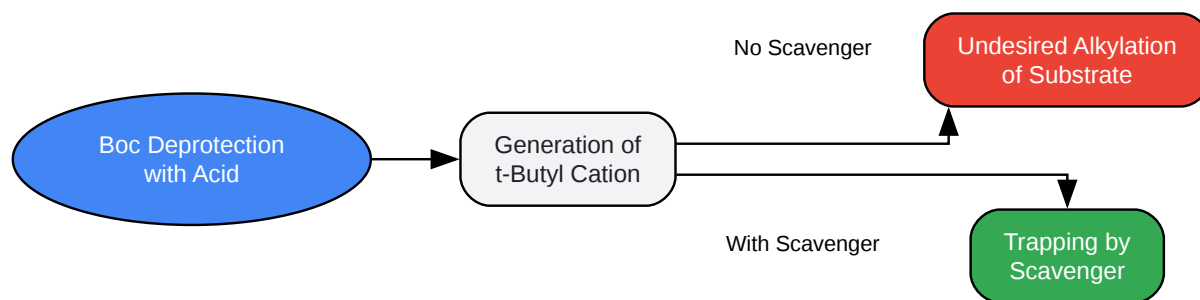 Boc Deprotection
with Acid
Generation of
t-Butyl Cation
No Scavenger
Undesired Alkylation
of Substrate
With Scavenger
Trapping by
Scavenger